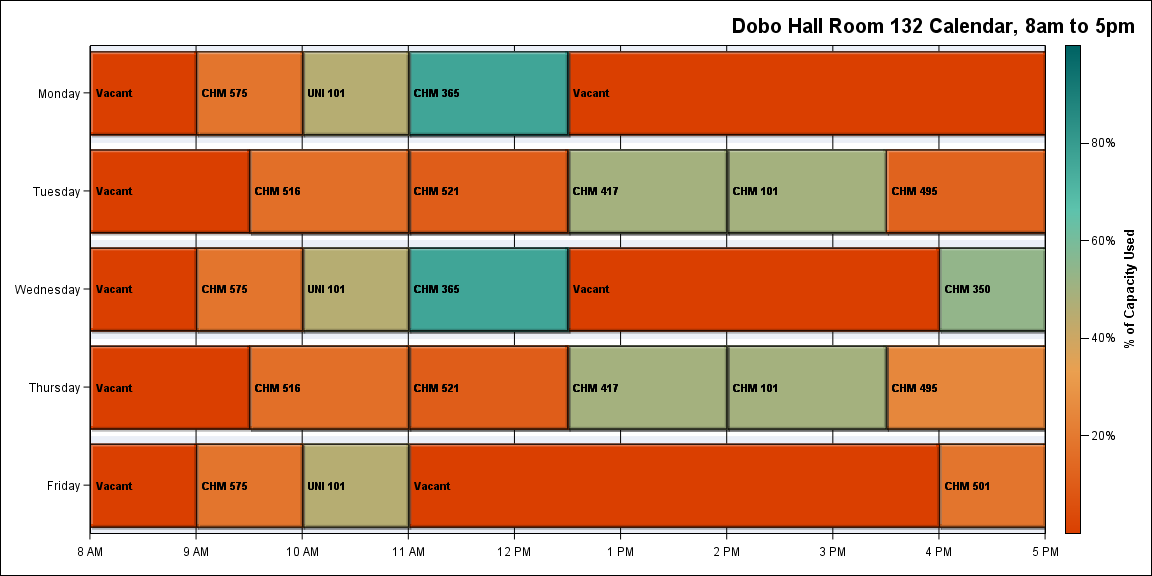 Dobo Hall Room 132 Calendar, 8am to 5pm
Monday
Vacant
CHM 575
UNI 101
CHM 365
Vacant
Tuesday
Vacant
CHM 516
CHM 521
CHM 417
CHM 101
CHM 495
Wednesday
Vacant
CHM 575
UNI 101
CHM 365
Vacant
CHM 350
Thursday
Vacant
CHM 516
CHM 521
CHM 417
CHM 101
CHM 495
Friday
Vacant
CHM 575
UNI 101
Vacant
CHM 501
8 AM
9 AM
10 AM
11 AM
12 PM
1 PM
2 PM
3 PM
4 PM
5 PM
80%
60%
40%
20%
% of Capacity Used